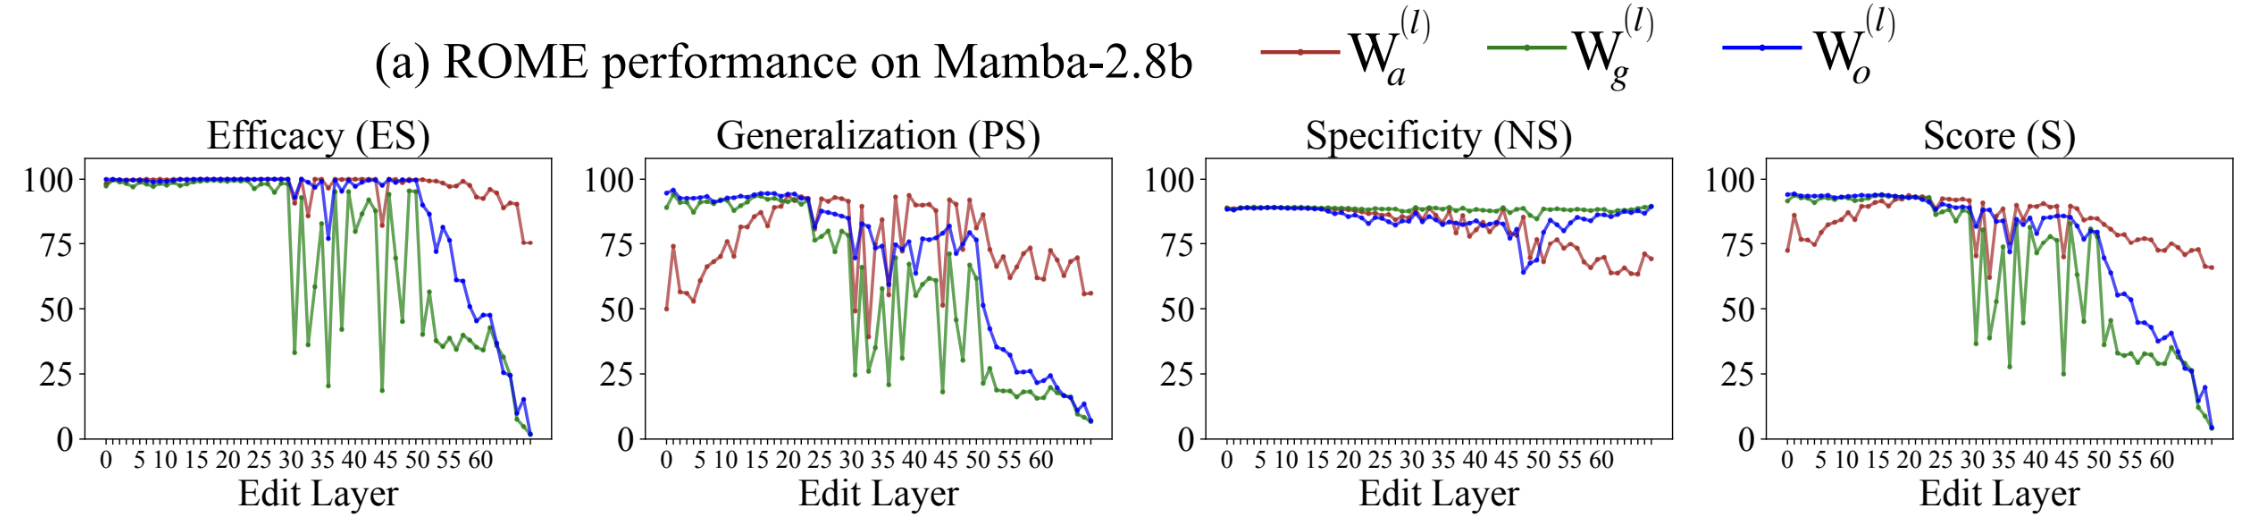 (a) ROME performance on Mamba-2.8b W_a^(l) W_g^(l) W_o^(l)
Efficacy (ES) Generalization (PS) Specificity (NS) Score (S)
100 100 100 100
75 75 75 75
50 50 50 50
25 25 25 25
0 0 0 0
0 5 10 15 20 25 30 35 40 45 50 55 60 0 5 10 15 20 25 30 35 40 45 50 55 60 0 5 10 15 20 25 30 35 40 45 50 55 60 0 5 10 15 20 25 30 35 40 45 50 55 60
Edit Layer Edit Layer Edit Layer Edit Layer